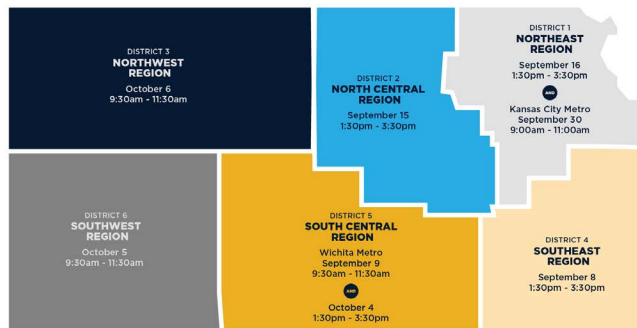 DISTRICT 3
NORTHWEST
REGION
October 6
9:30am - 11:30am
DISTRICT 2
NORTH CENTRAL
REGION
September 15
1:30pm - 3:30pm
DISTRICT 1
NORTHEAST
REGION
September 16
1:30pm - 3:30pm
AND
Kansas City Metro
September 30
9:00am - 11:00am
DISTRICT 6
SOUTHWEST
REGION
October 5
9:30am - 11:30am
DISTRICT 5
SOUTH CENTRAL
REGION
Wichita Metro
September 9
9:30am - 11:30am
AND
October 4
1:30pm - 3:30pm
DISTRICT 4
SOUTHEAST
REGION
September 8
1:30pm - 3:30pm